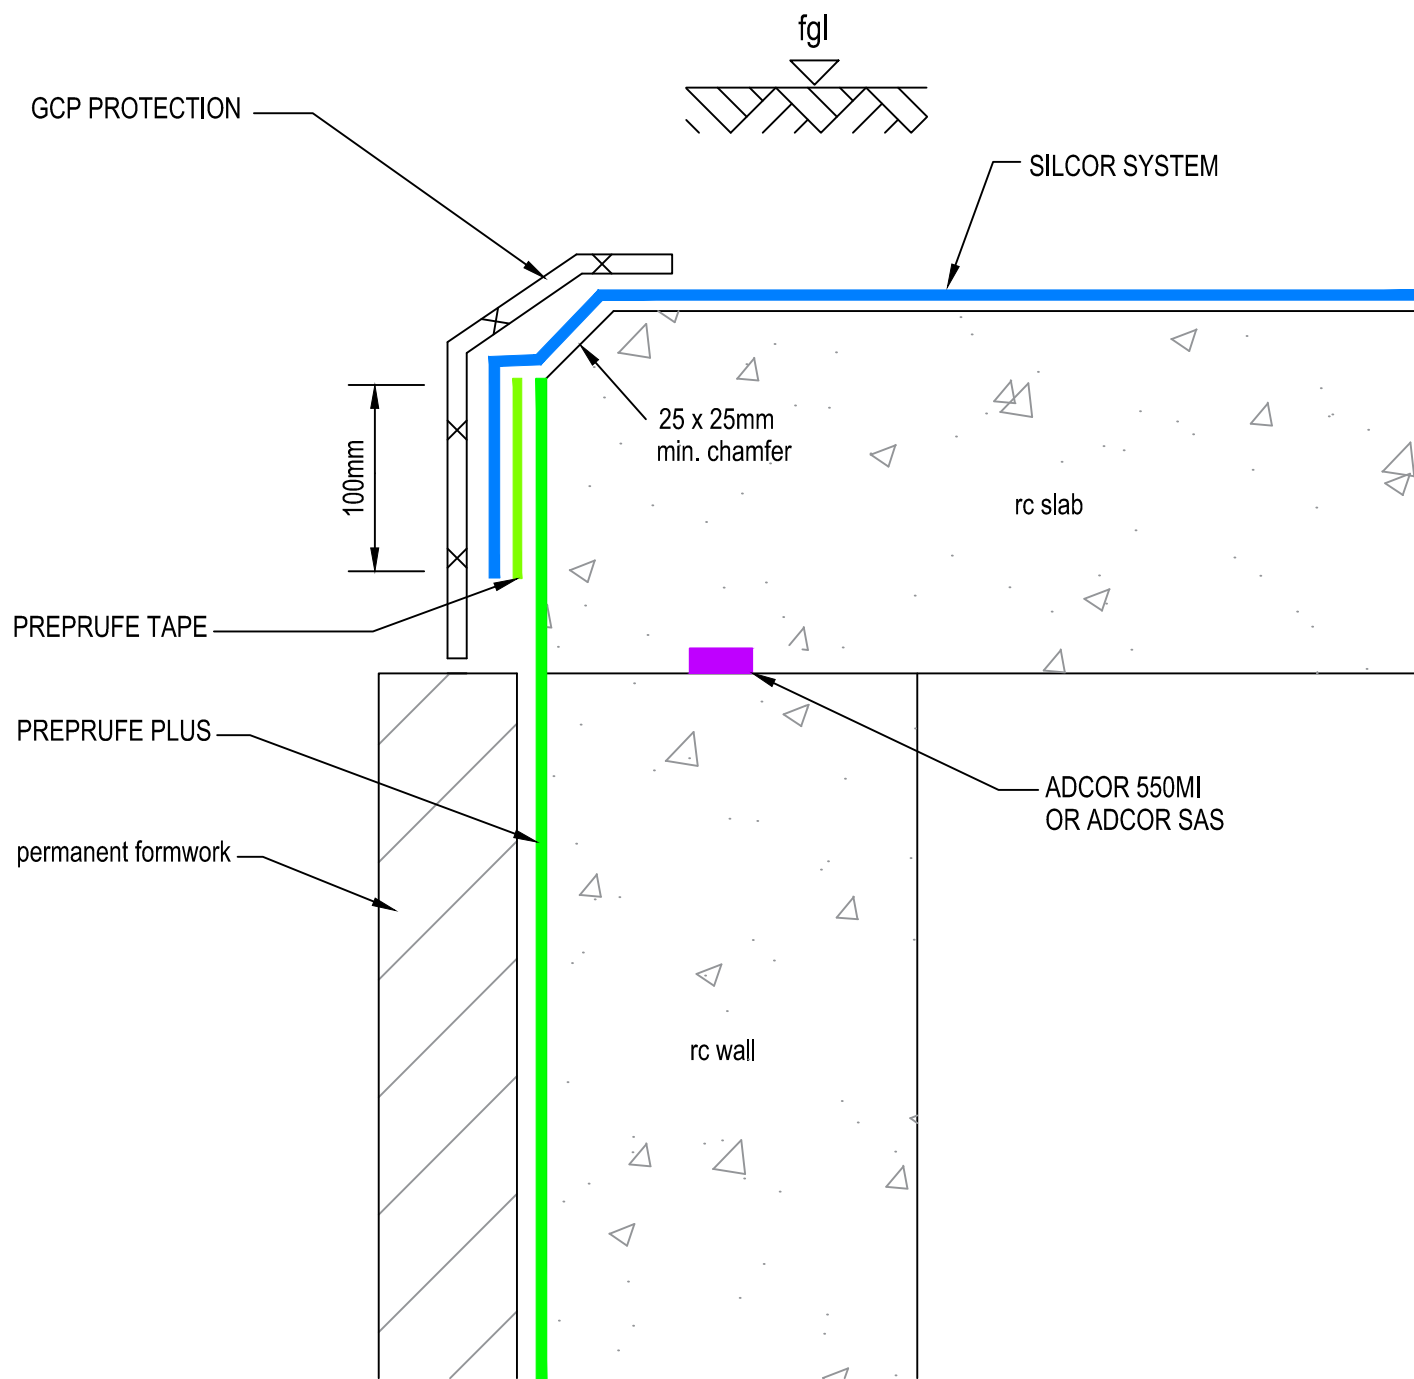 fgl
GCP PROTECTION
SILCOR SYSTEM
25 x 25mm
min. chamfer
100mm
rc slab
PREPRUFE TAPE
PREPRUFE PLUS
ADCOR 550MI
OR ADCOR SAS
permanent formwork
rc wall